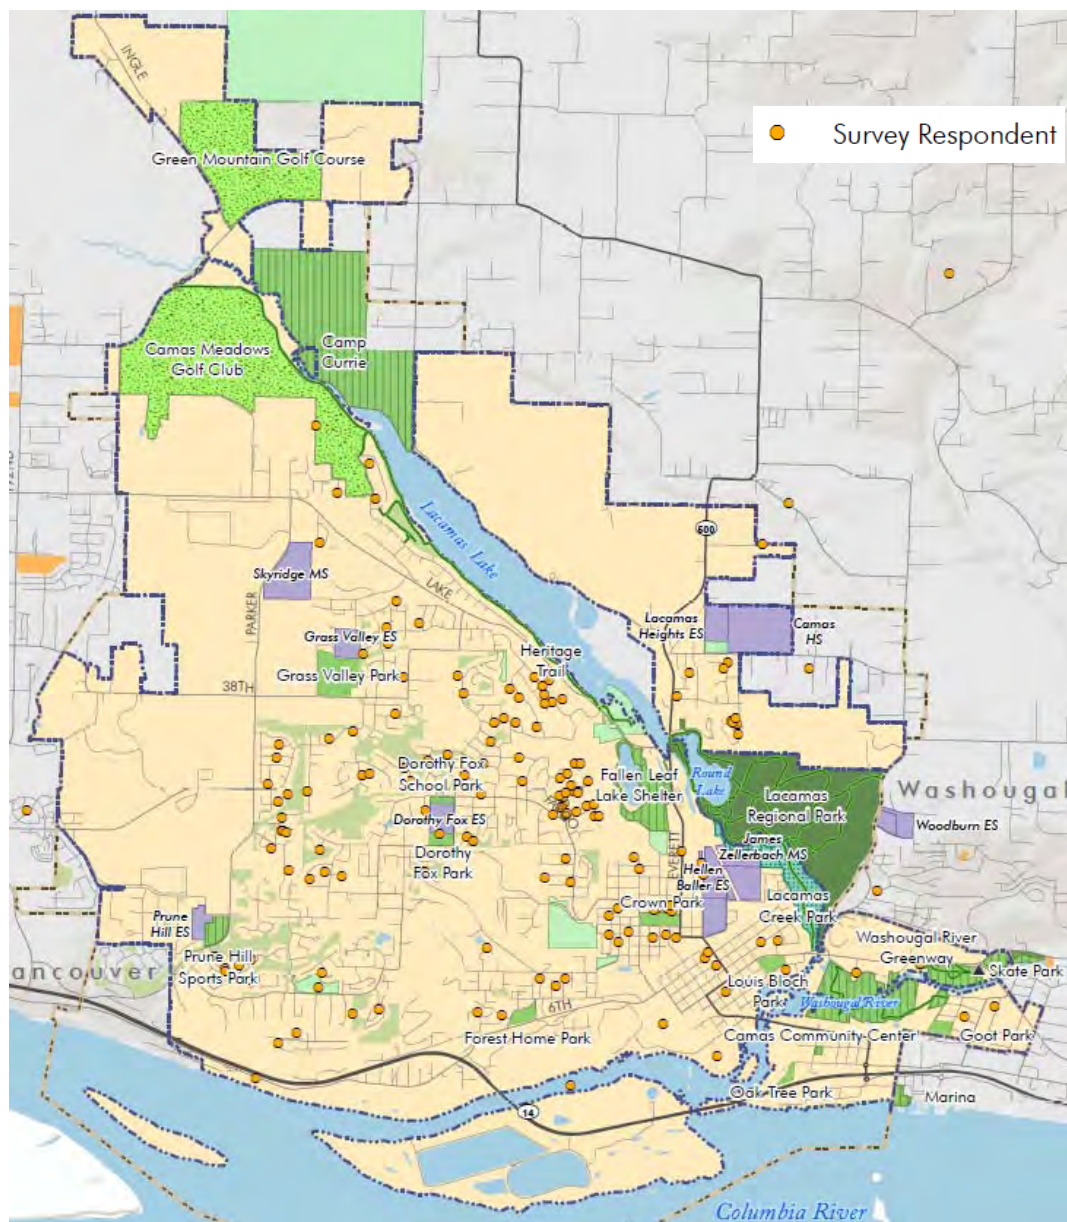 INGLE
Survey Respondent
Green Mountain Golf Course
Camp
Currie
Camas Meadows
Golf Club
Lacamas Lake
500
Skyridge MS
LAKE
PARKER
Lacamas
Heights ES
Camas
HS
Grass Valley ES
Heritage
Trail
Grass Valley Park
38TH
Dorothy Fox
School Park
Fallen Leaf
Lake Shelter
Round
Lake
Lacamas
Regional Park
Washougal
Woodburn ES
Dorothy Fox ES
James
Zellerbach MS
EVERETT
Dorothy
Fox Park
Hellen
Baller ES
Crown Park
Lacamas
Creek Park
Prune
Hill ES
Washougal River
Greenway
Prune Hill
Sports Park
ancouver
Skate Park
Louis Bloch
Park
Washougal River
6TH
Forest Home Park
Camas Community Center
Goot Park
Oak Tree Park
Marina
14
Columbia River